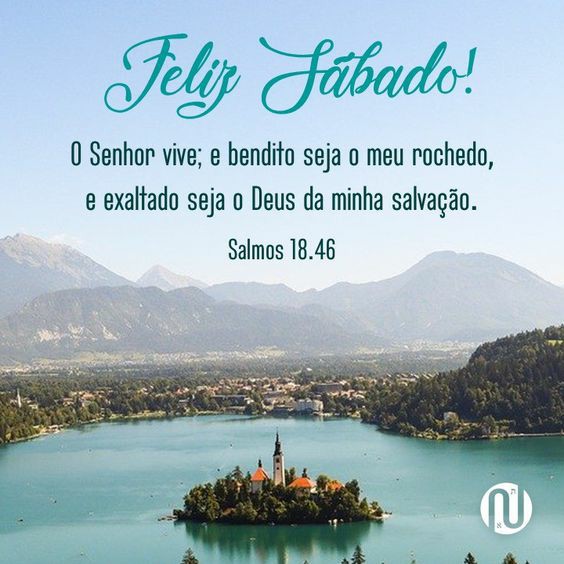 Feliz Sábado!
O Senhor vive; e bendito seja o meu rochedo,
e exaltado seja o Deus da minha salvação.
Salmos 18.46